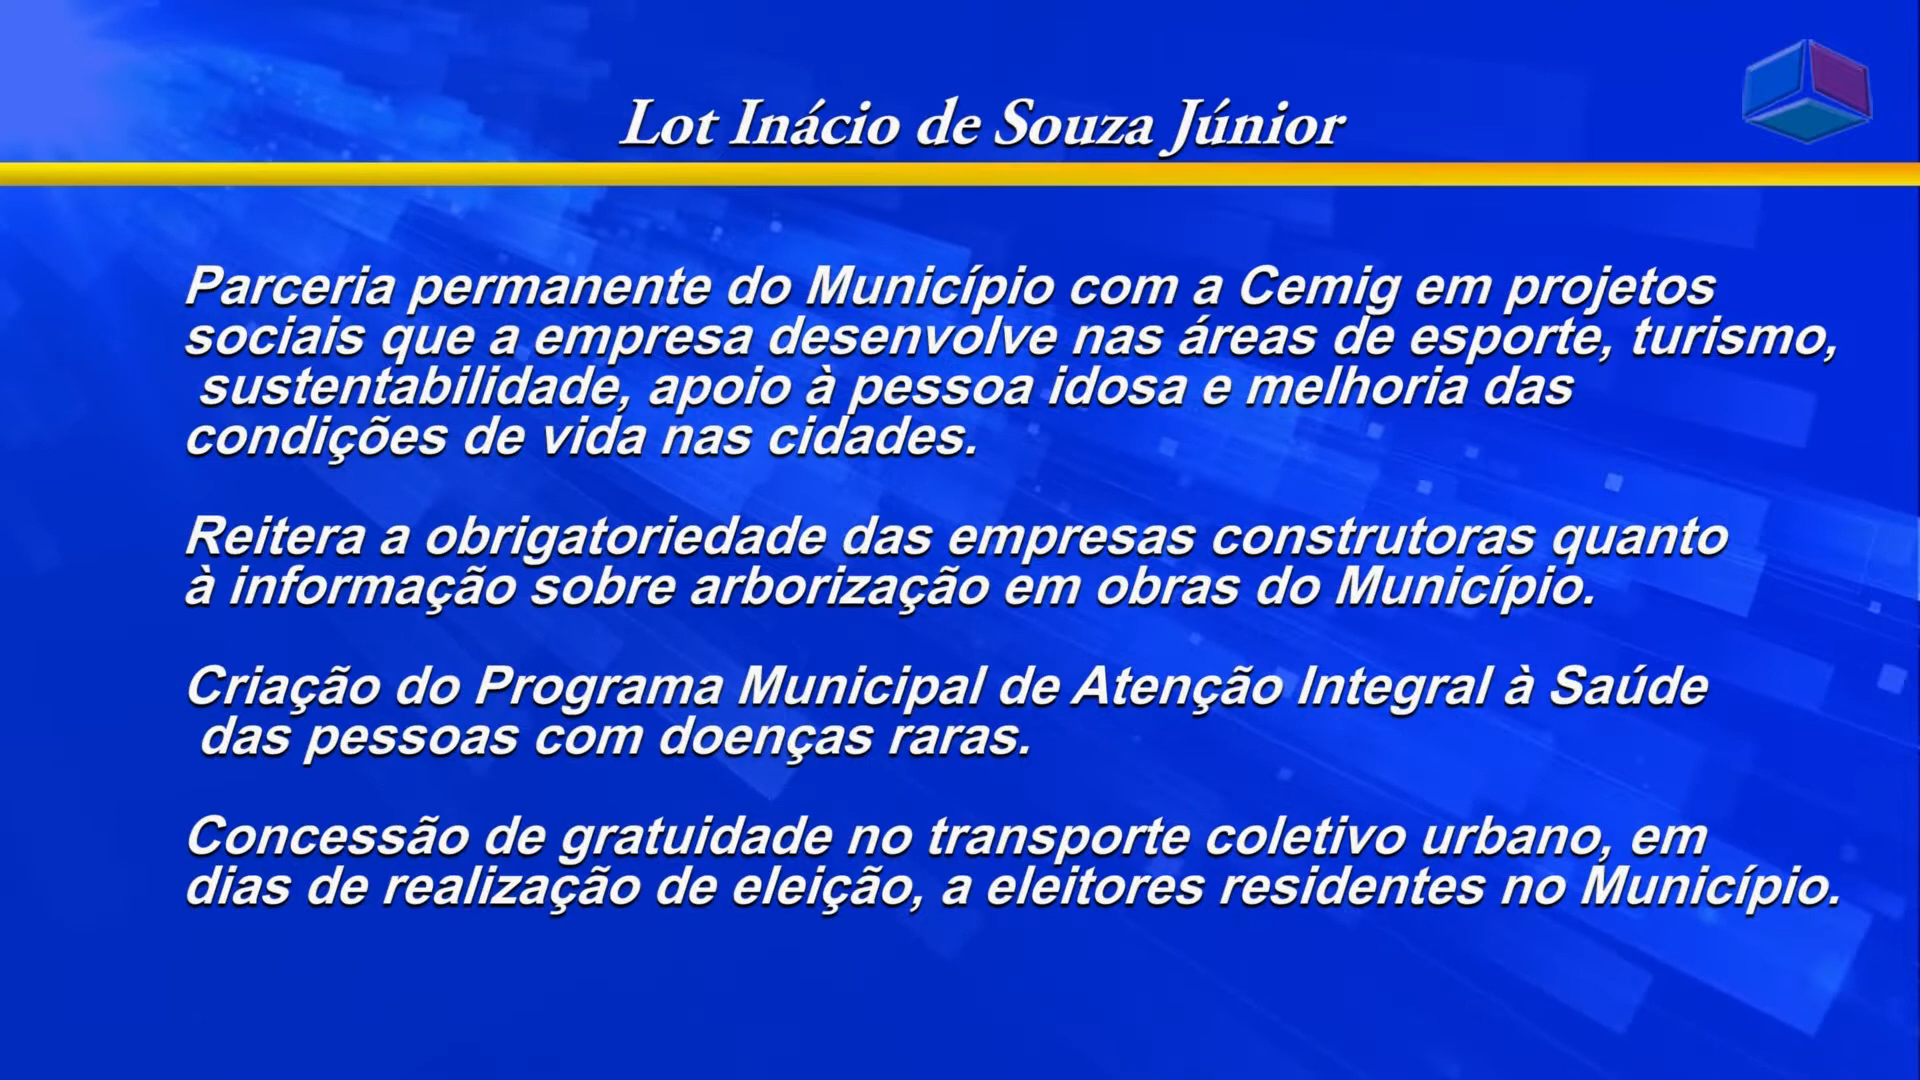 Lot Inácio de Souza Júnior
Parceria permanente do Município com a Cemig em projetos
sociais que a empresa desenvolve nas áreas de esporte, turismo,
sustentabilidade, apoio à pessoa idosa e melhoria das
condições de vida nas cidades.
Reitera a obrigatoriedade das empresas construtoras quanto
à informação sobre arborização em obras do Município.
Criação do Programa Municipal de Atenção Integral à Saúde
das pessoas com doenças raras.
Concessão de gratuidade no transporte coletivo urbano, em
dias de realização de eleição, a eleitores residentes no Município.